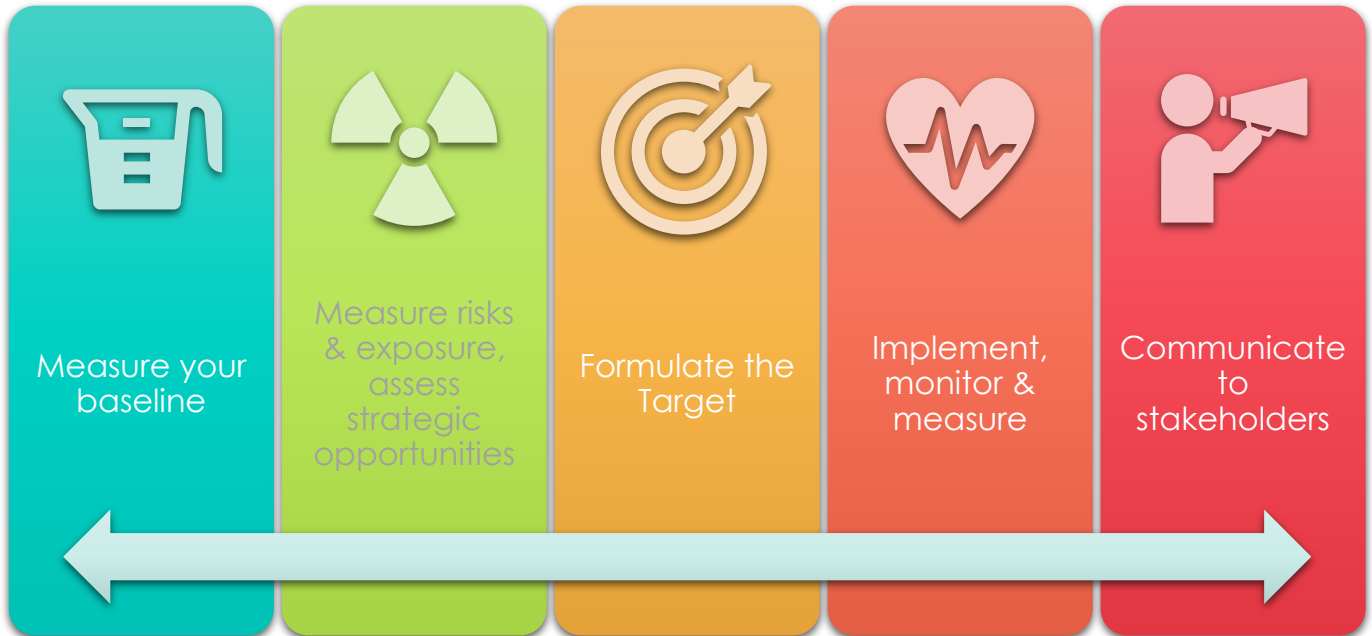 Measure your
baseline
Measure risks
& exposure,
assess
strategic
opportunities
Formulate the
Target
Implement,
monitor &
measure
Communicate
to
stakeholders